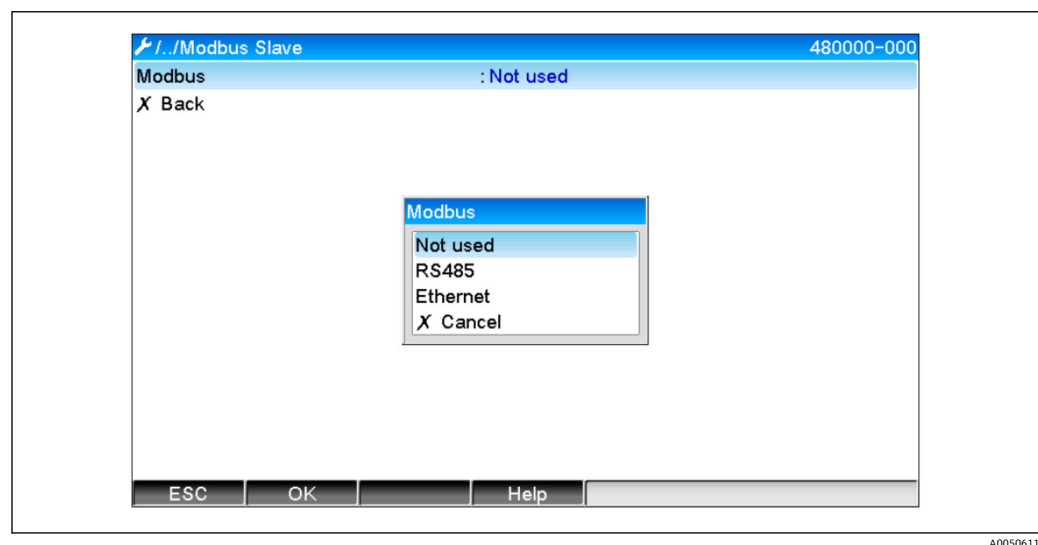 /../Modbus Slave 480000-000
Modbus : Not used
X Back
Modbus
Not used
RS485
Ethernet
X Cancel
ESC OK Help
A0050611